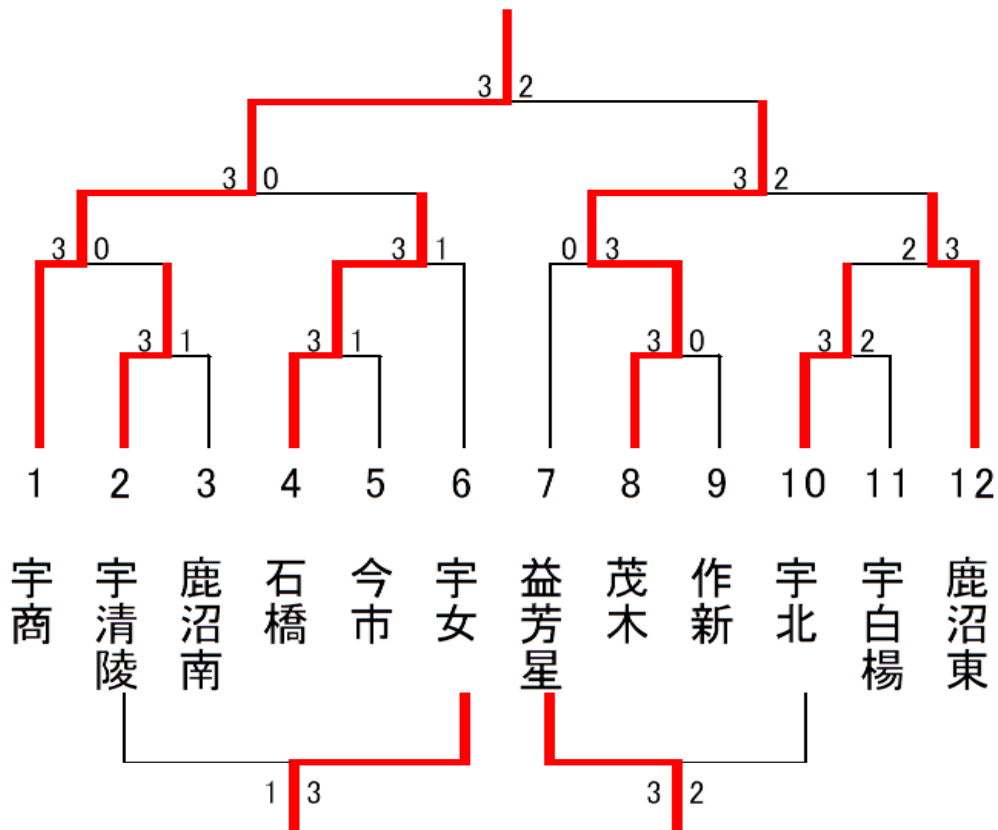 3 2
3 0 3 2
3 0 3 1 0 3 2 3
3 1 3 1 3 0 3 2
1 2 3 4 5 6 7 8 9 10 11 12
宇商
宇清陵
鹿沼南
石橋
今市
宇女
益芳星
茂木
作新
宇北
宇白楊
鹿沼東
1 3 3 2